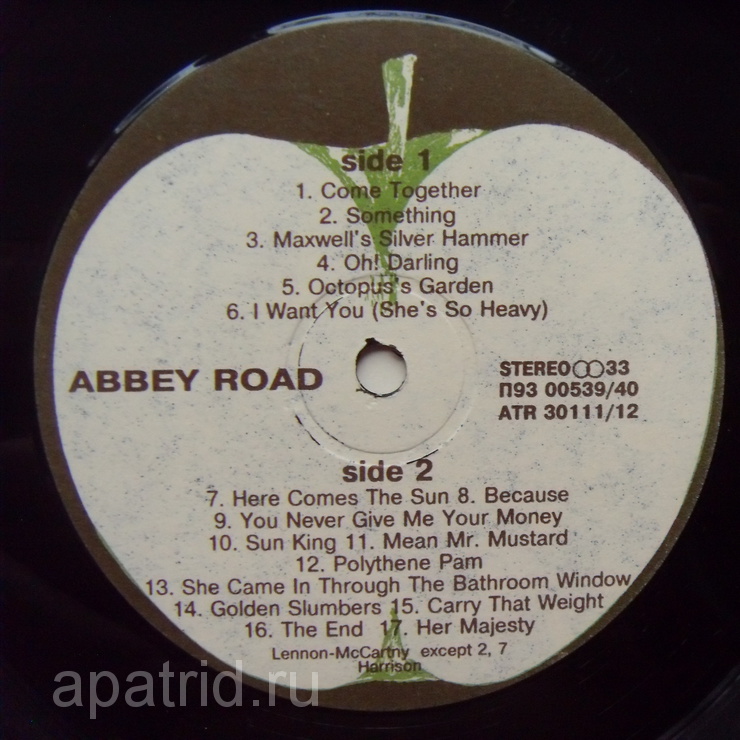 side 1
1. Come Together
2. Something
3. Maxwell's Silver Hammer
4. Oh! Darling
5. Octopus's Garden
6. I Want You (She's So Heavy)
ABBEY ROAD
STEREO 33
П93 00539/40
ATR 30111/12
side 2
7. Here Comes The Sun 8. Because
9. You Never Give Me Your Money
10. Sun King 11. Mean Mr. Mustard
12. Polythene Pam
13. She Came In Through The Bathroom Window
14. Golden Slumbers 15. Carry That Weight
16. The End 17. Her Majesty
Lennon-McCartny except 2, 7
Harrison
apatrid.ru